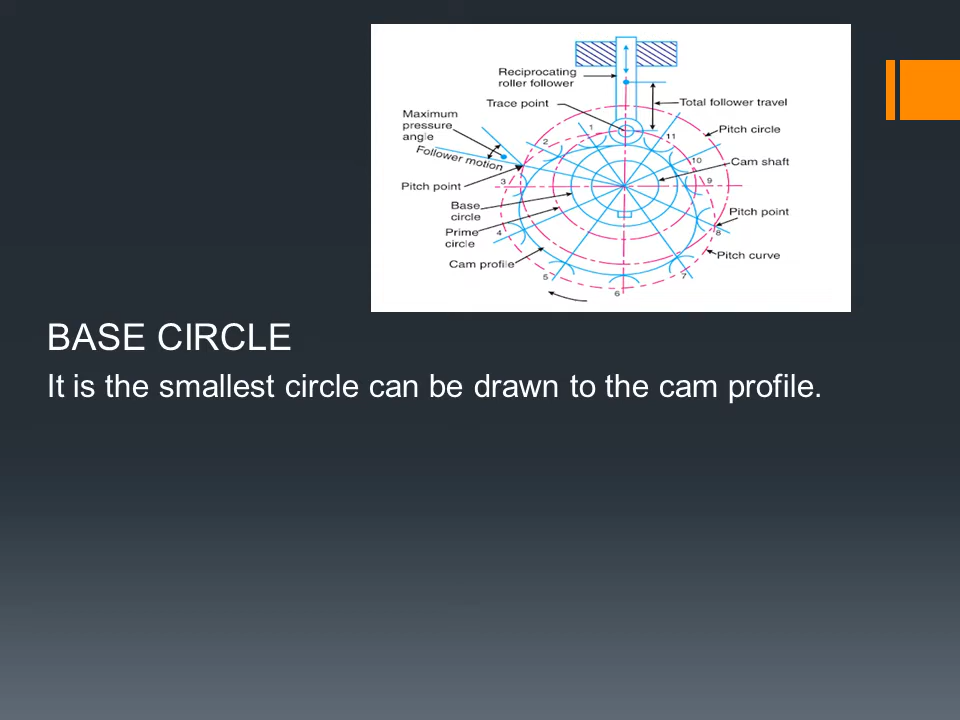 Reciprocating
roller follower
Trace point
Total follower travel
Maximum
pressure
angle
Pitch circle
Follower motion
Cam shaft
Pitch point
Base
circle
Pitch point
Prime
circle
Cam profile
Pitch curve
1
2
3
4
5
6
7
8
9
10
11
BASE CIRCLE
It is the smallest circle can be drawn to the cam profile.